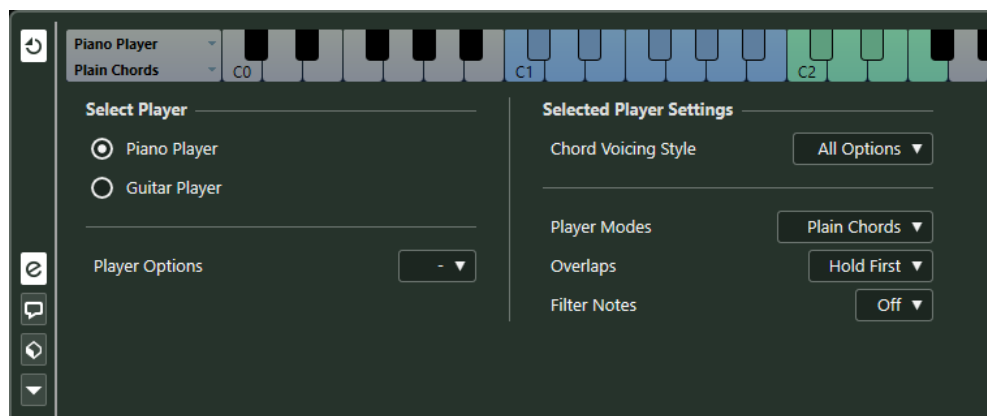 Piano Player
Plain Chords
C0
C1
C2
Select Player
Piano Player
Guitar Player
Player Options
-
Selected Player Settings
Chord Voicing Style
All Options
Player Modes
Plain Chords
Overlaps
Hold First
Filter Notes
Off